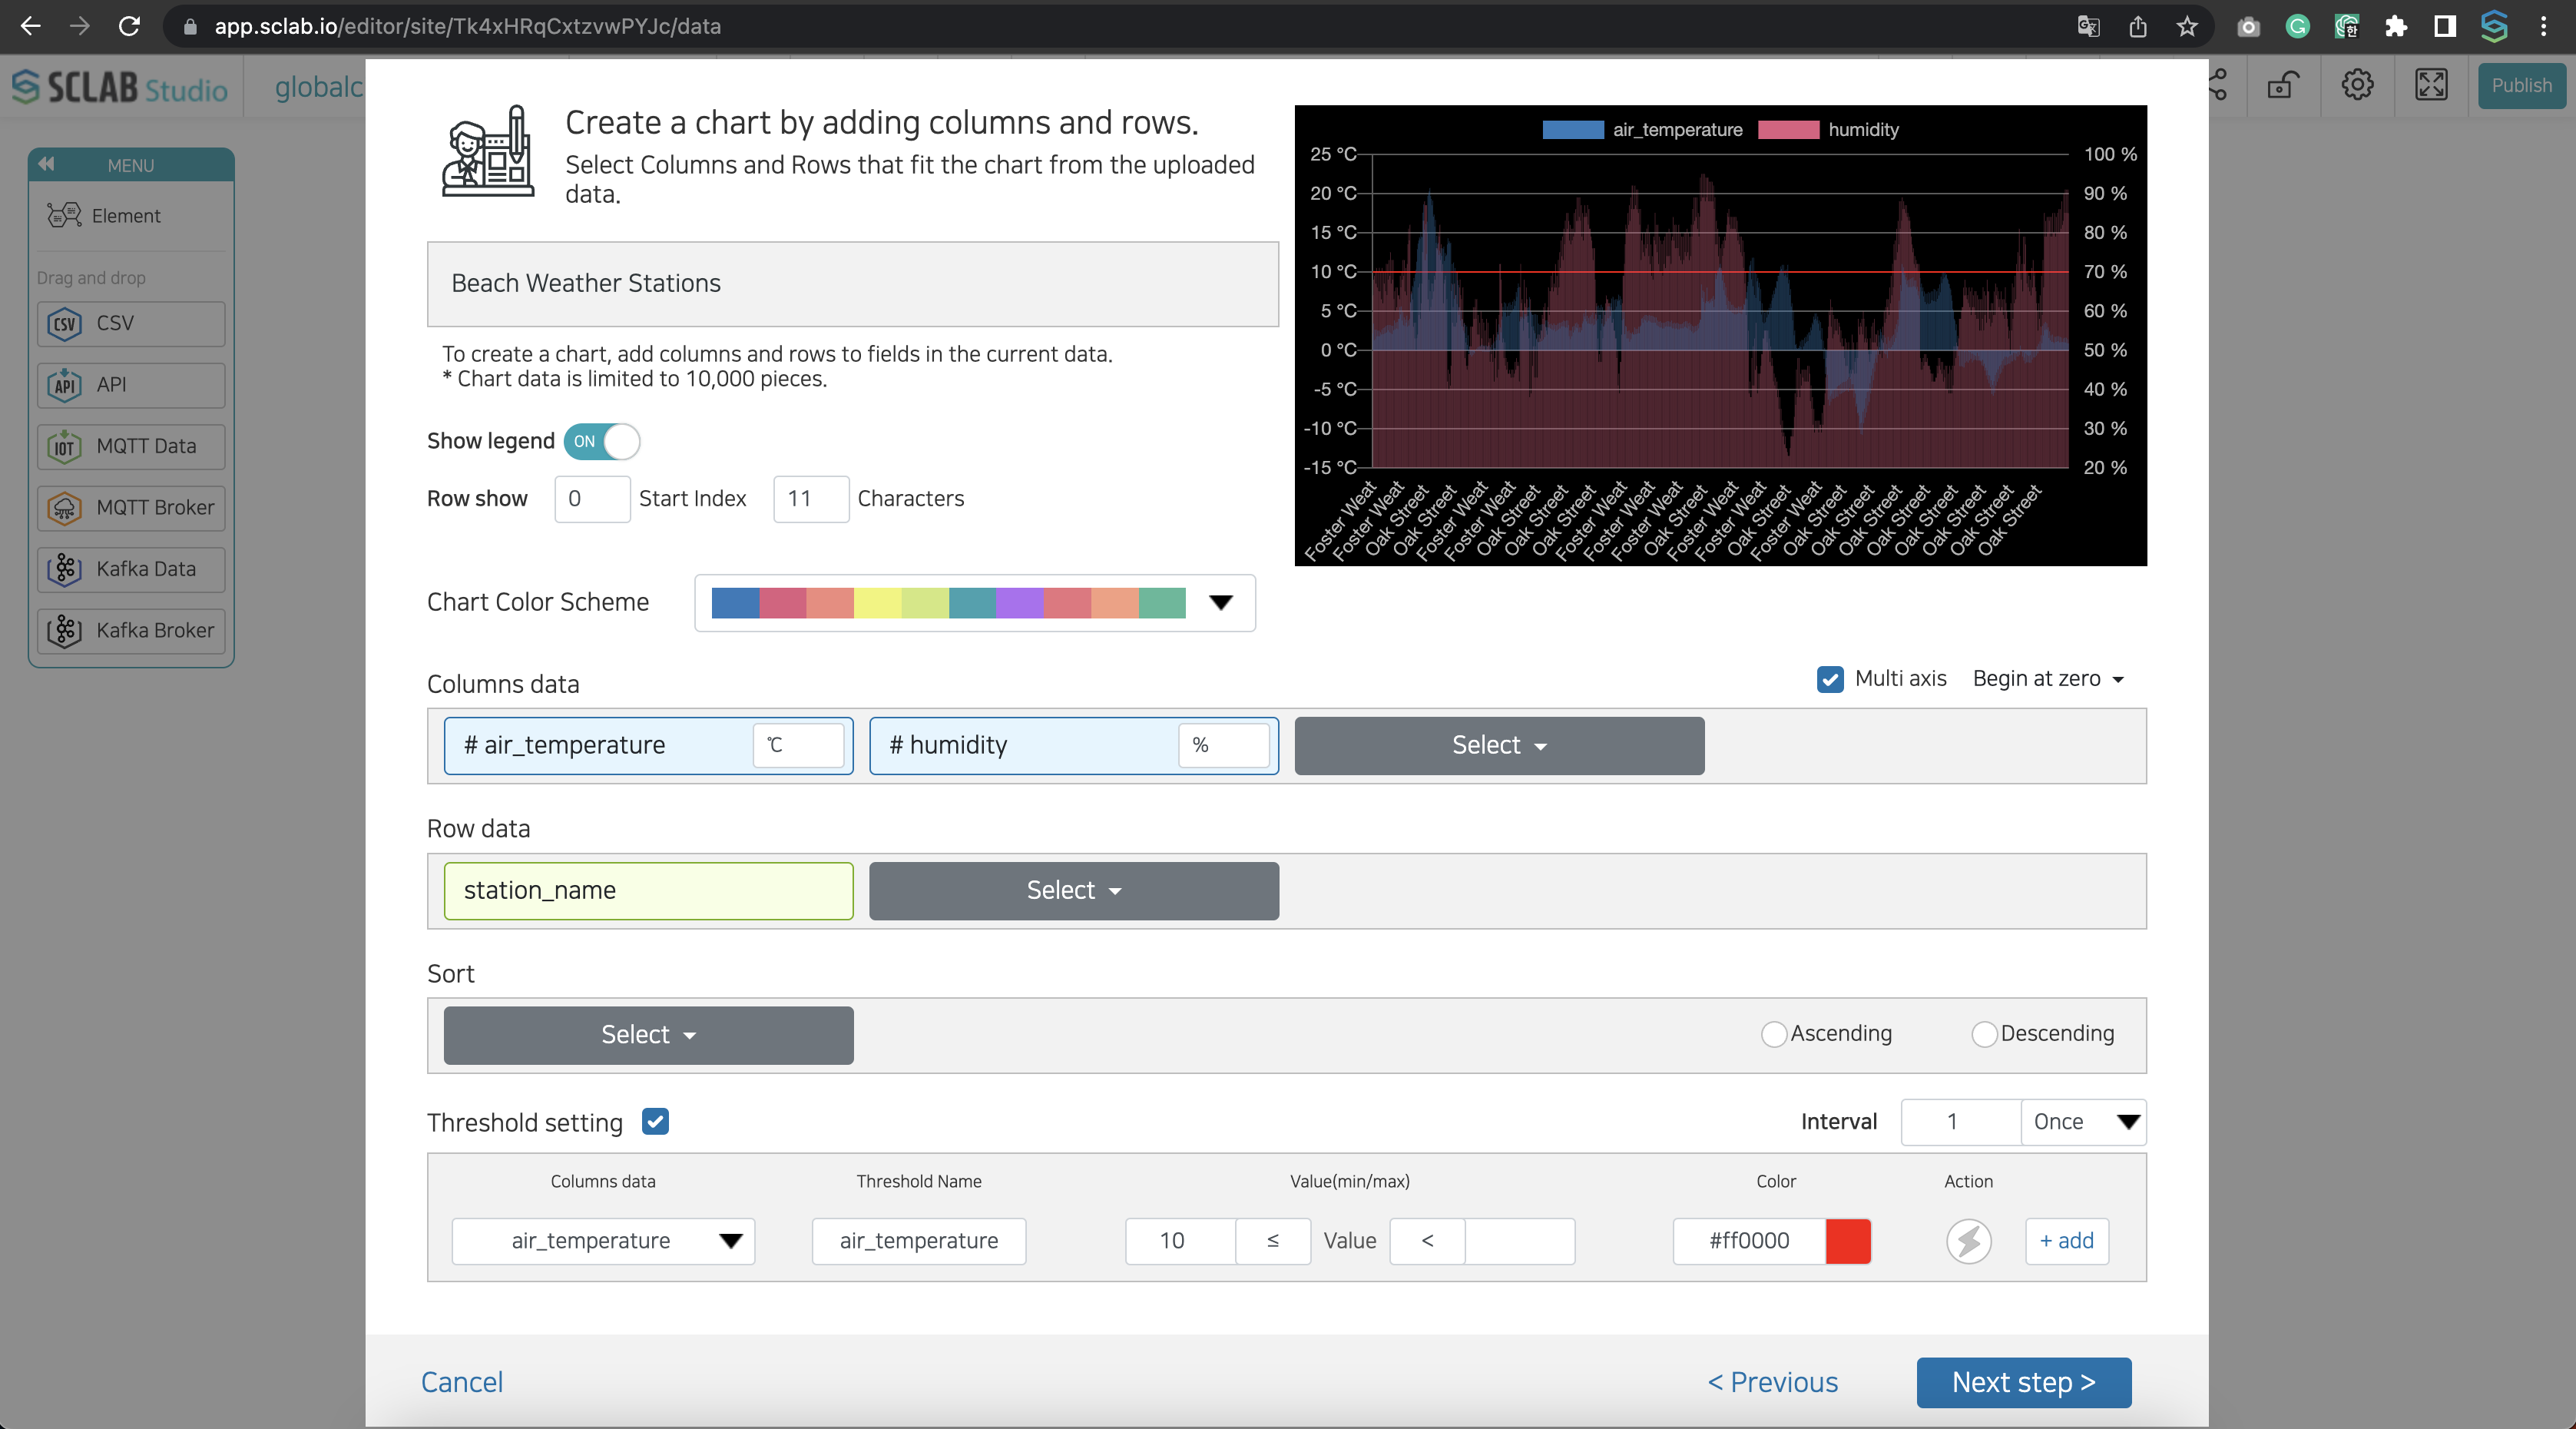 app.sclab.io/editor/site/Tk4xHRqCxtzvwPYJc/data
SCLAB Studio
globalc
Publish
MENU
Element
Drag and drop
CSV CSV
API API
IOT MQTT Data
MQTT Broker
Kafka Data
Kafka Broker
Create a chart by adding columns and rows.
Select Columns and Rows that fit the chart from the uploaded
data.
Beach Weather Stations
To create a chart, add columns and rows to fields in the current data.
* Chart data is limited to 10,000 pieces.
Show legend ON
Row show 0 Start Index 11 Characters
Chart Color Scheme
air_temperature humidity
25 °C 100 %
20 °C 90 %
15 °C 80 %
10 °C 70 %
5 °C 60 %
0 °C 50 %
-5 °C 40 %
-10 °C 30 %
-15 °C 20 %
Foster Weat
Foster Weat
Oak Street
Oak Street
Foster Weat
Foster Weat
Oak Street
Oak Street
Oak Street
Foster Weat
Foster Weat
Foster Weat
Oak Street
Foster Weat
Foster Weat
Oak Street
Foster Weat
Oak Street
Oak Street
Oak Street
Oak Street
Oak Street
Oak Street
Oak Street
Columns data Multi axis Begin at zero
# air_temperature ℃ # humidity % Select
Row data
station_name Select
Sort
Select Ascending Descending
Threshold setting Interval 1 Once
Columns data Threshold Name Value(min/max) Color Action
air_temperature air_temperature 10 ≤ Value < #ff0000 + add
Cancel < Previous Next step >